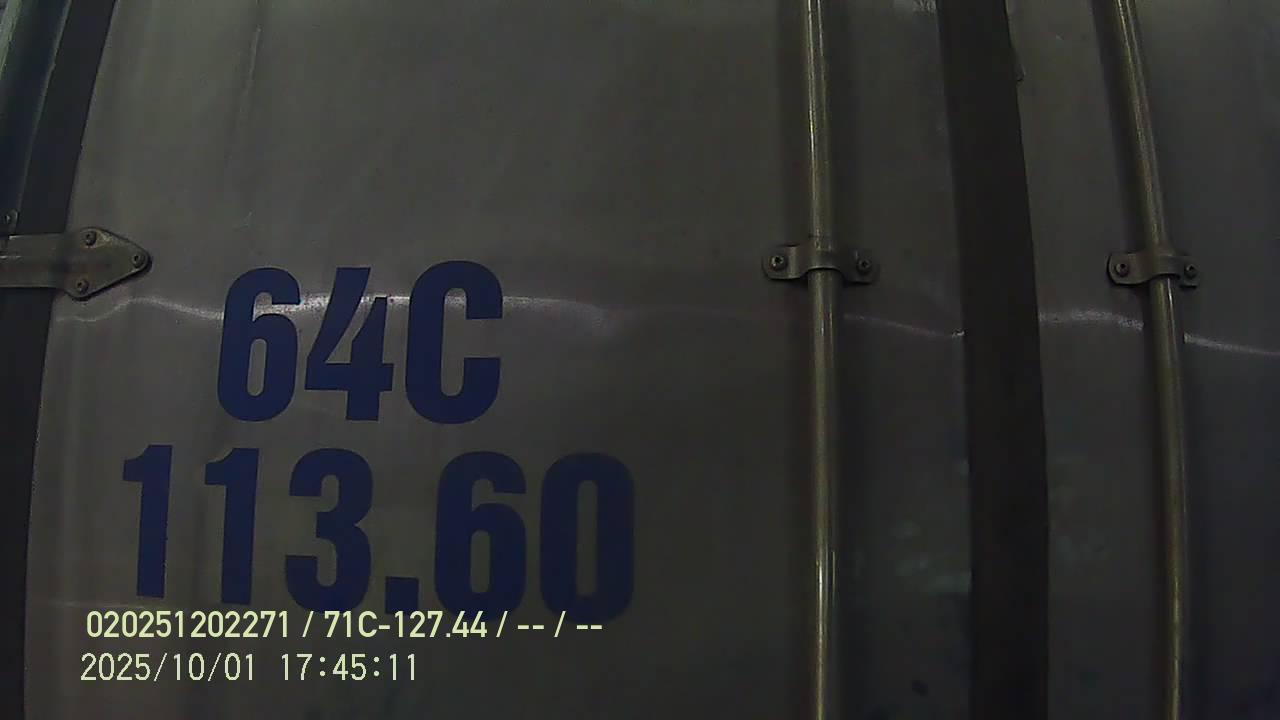 64C
113.60
020251202271 / 71C-127.44 / -- / --
2025/10/01 17:45:11